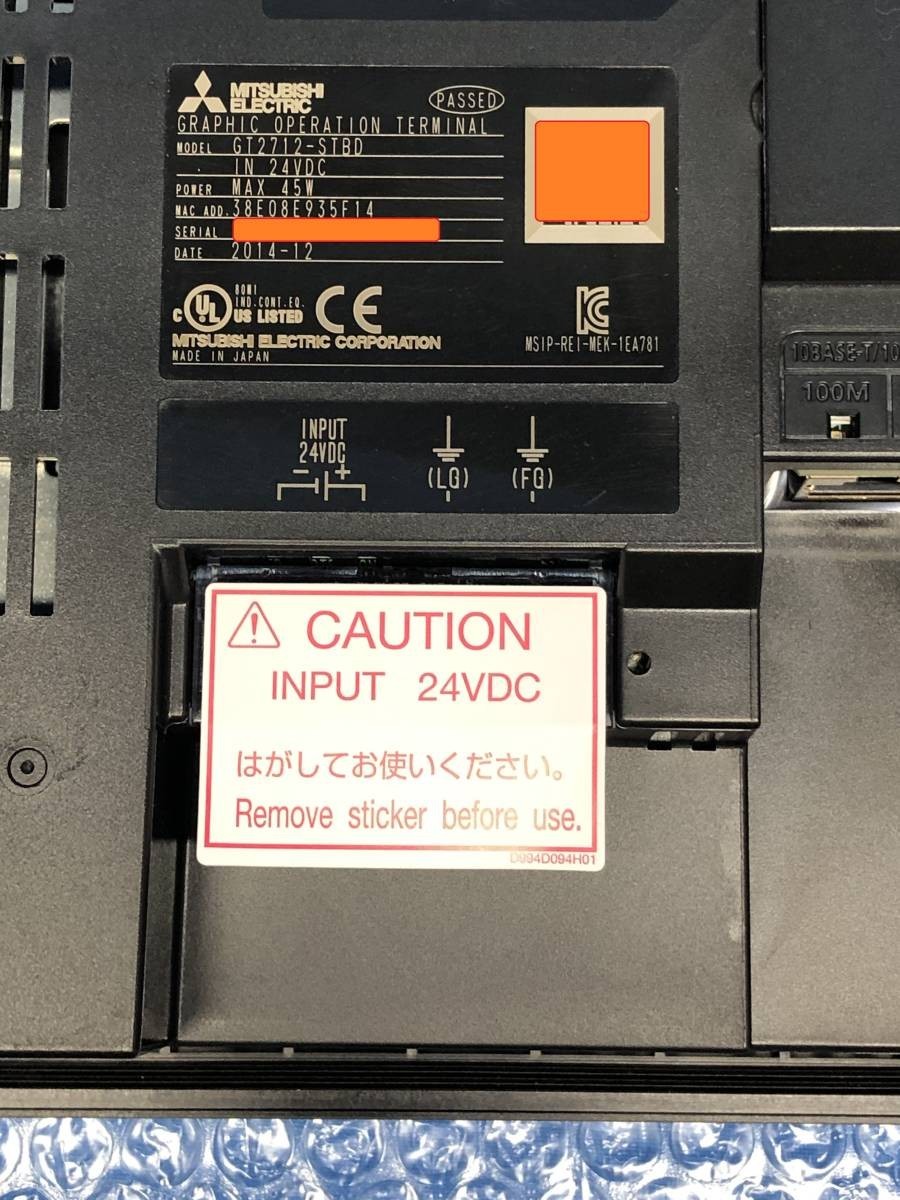 MITSUBISHI
ELECTRIC
PASSED
GRAPHIC OPERATION TERMINAL
MODEL GT2712-STBD
IN 24VDC
POWER MAX 45W
MAC ADD. 38E08E935F14
SERIAL
DATE 2014-12
C UL US LISTED
80M1
IND.CONT.EQ.
CE
MITSUBISHI ELECTRIC CORPORATION
MADE IN JAPAN
MSIP-REI-MEK-1EA781
10BASE-T/10
100M
INPUT
24VDC
- +
(LG) (FG)
CAUTION
INPUT 24VDC
はがしてお使いください。
Remove sticker before use.
D994D094H01